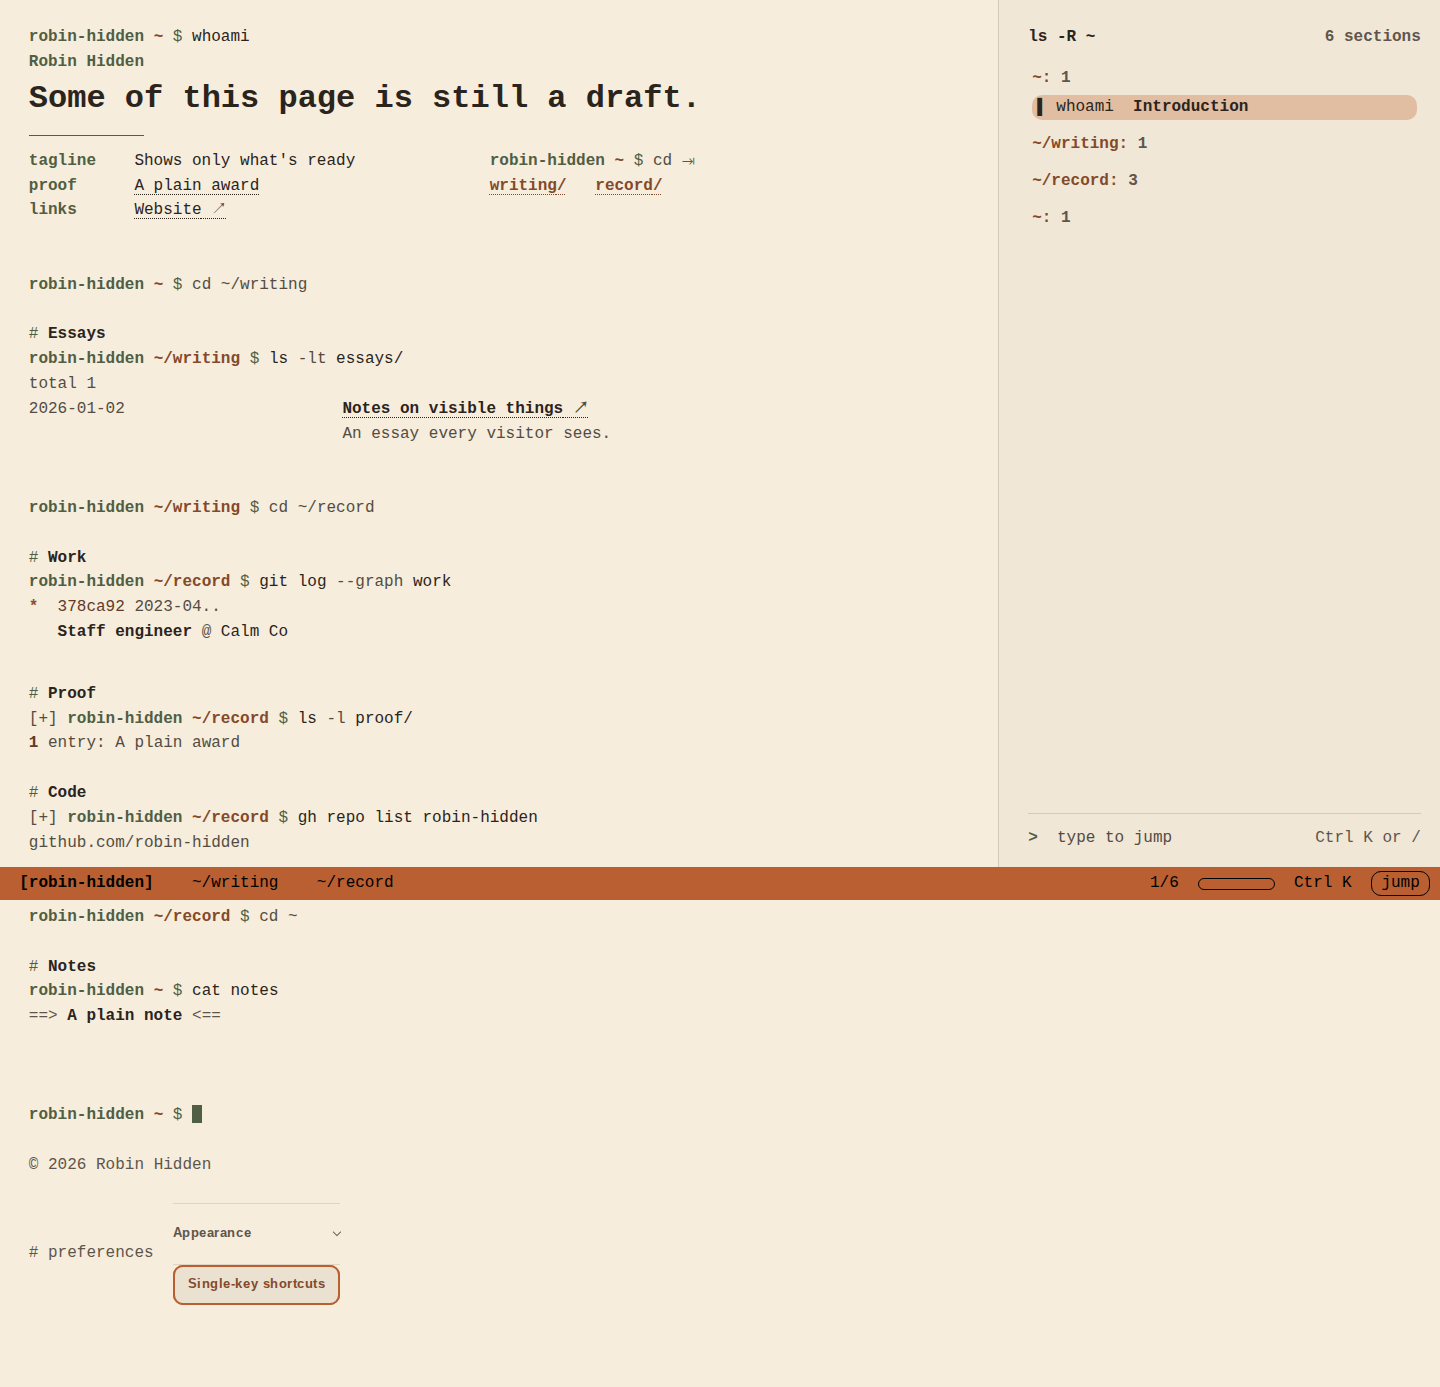 robin-hidden ~ $ whoami
Robin Hidden
Some of this page is still a draft.
tagline Shows only what's ready
proof A plain award
links Website ↗
robin-hidden ~ $ cd ⇥
writing/ record/
robin-hidden ~ $ cd ~/writing
# Essays
robin-hidden ~/writing $ ls -lt essays/
total 1
2026-01-02 Notes on visible things ↗
An essay every visitor sees.
robin-hidden ~/writing $ cd ~/record
# Work
robin-hidden ~/record $ git log --graph work
* 378ca92 2023-04..
Staff engineer @ Calm Co
# Proof
[+] robin-hidden ~/record $ ls -l proof/
1 entry: A plain award
# Code
[+] robin-hidden ~/record $ gh repo list robin-hidden
github.com/robin-hidden
ls -R ~ 6 sections
~: 1
whoami Introduction
~/writing: 1
~/record: 3
~: 1
> type to jump Ctrl K or /
[robin-hidden] ~/writing ~/record 1/6 Ctrl K jump
robin-hidden ~/record $ cd ~
# Notes
robin-hidden ~ $ cat notes
==> A plain note <==
robin-hidden ~ $
© 2026 Robin Hidden
# preferences
Appearance
Single-key shortcuts